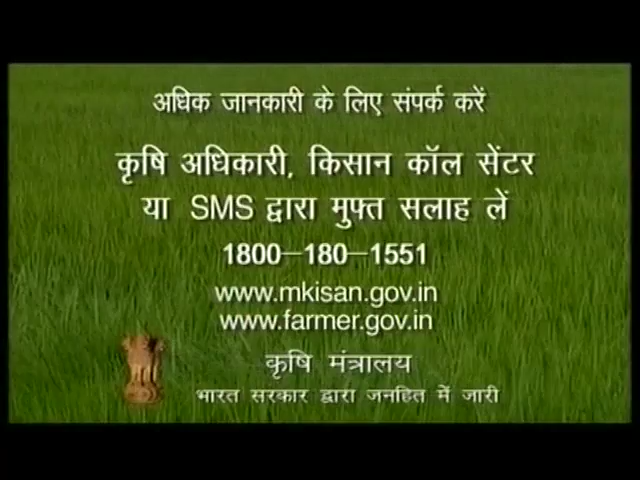 अधिक जानकारी के लिए संपर्क करें
कृषि अधिकारी, किसान कॉल सेंटर
या SMS द्वारा मुफ्त सलाह लें
1800–180–1551
www.mkisan.gov.in
www.farmer.gov.in
कृषि मंत्रालय
भारत सरकार द्वारा जनहित में जारी